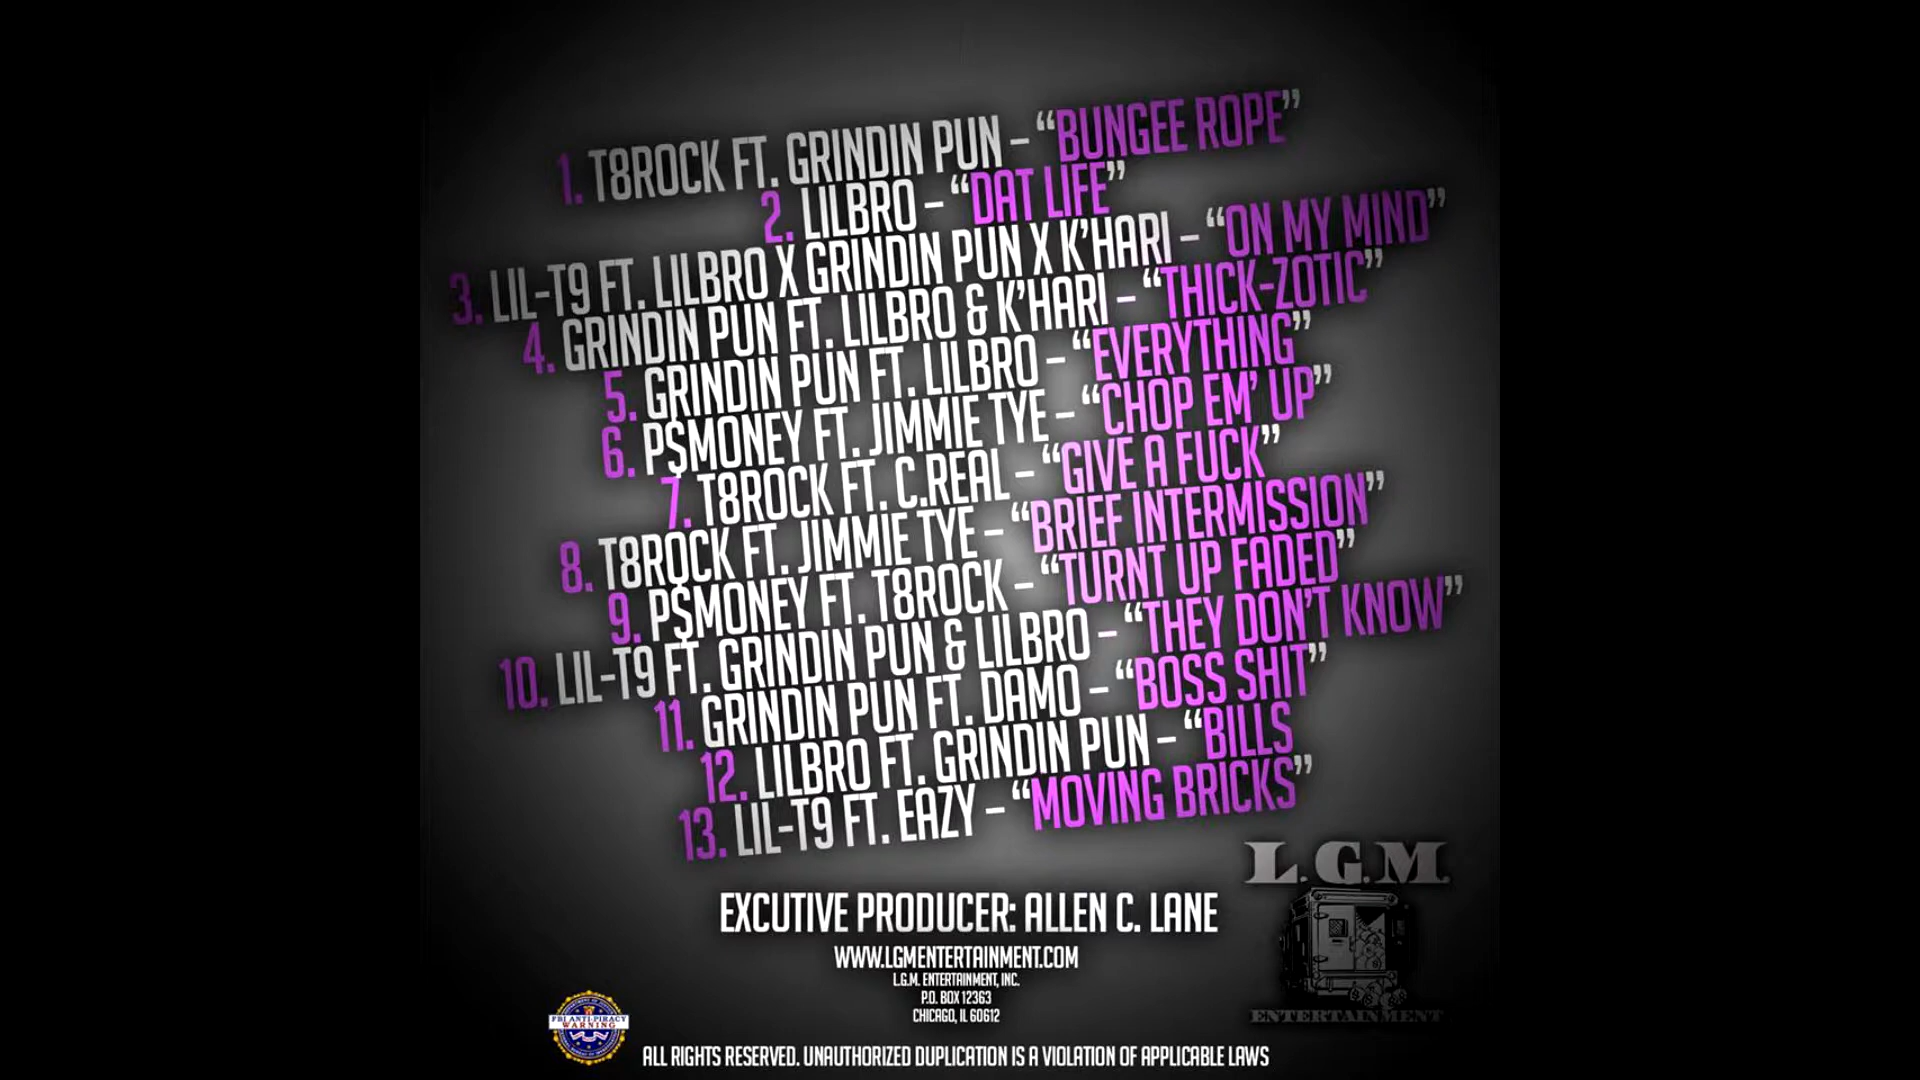 1. T8ROCK FT. GRINDIN PUN – “BUNGEE ROPE”
2. LILBRO – “DAT LIFE”
3. LIL-T9 FT. LILBRO X GRINDIN PUN X K’HARI – “ON MY MIND”
4. GRINDIN PUN FT. LILBRO & K’HARI – “THICK-ZOTIC”
5. GRINDIN PUN FT. LILBRO – “EVERYTHING”
6. P$MONEY FT. JIMMIE TYE – “CHOP EM’ UP”
7. T8ROCK FT. C.REAL – “GIVE A FUCK”
8. T8ROCK FT. JIMMIE TYE – “BRIEF INTERMISSION”
9. P$MONEY FT. T8ROCK – “TURNT UP FADED”
10. LIL-T9 FT. GRINDIN PUN & LILBRO – “THEY DON’T KNOW”
11. GRINDIN PUN FT. DAMO – “BOSS SHIT”
12. LILBRO FT. GRINDIN PUN – “BILLS
13. LIL-T9 FT. EAZY – “MOVING BRICKS”
L.G.M.
ENTERTAINMENT
EXCUTIVE PRODUCER: ALLEN C. LANE
WWW.LGMENTERTAINMENT.COM
L.G.M. ENTERTAINMENT, INC.
P.O. BOX 12363
CHICAGO, IL 60612
FBI ANTI-PIRACY
WARNING
ALL RIGHTS RESERVED. UNAUTHORIZED DUPLICATION IS A VIOLATION OF APPLICABLE LAWS